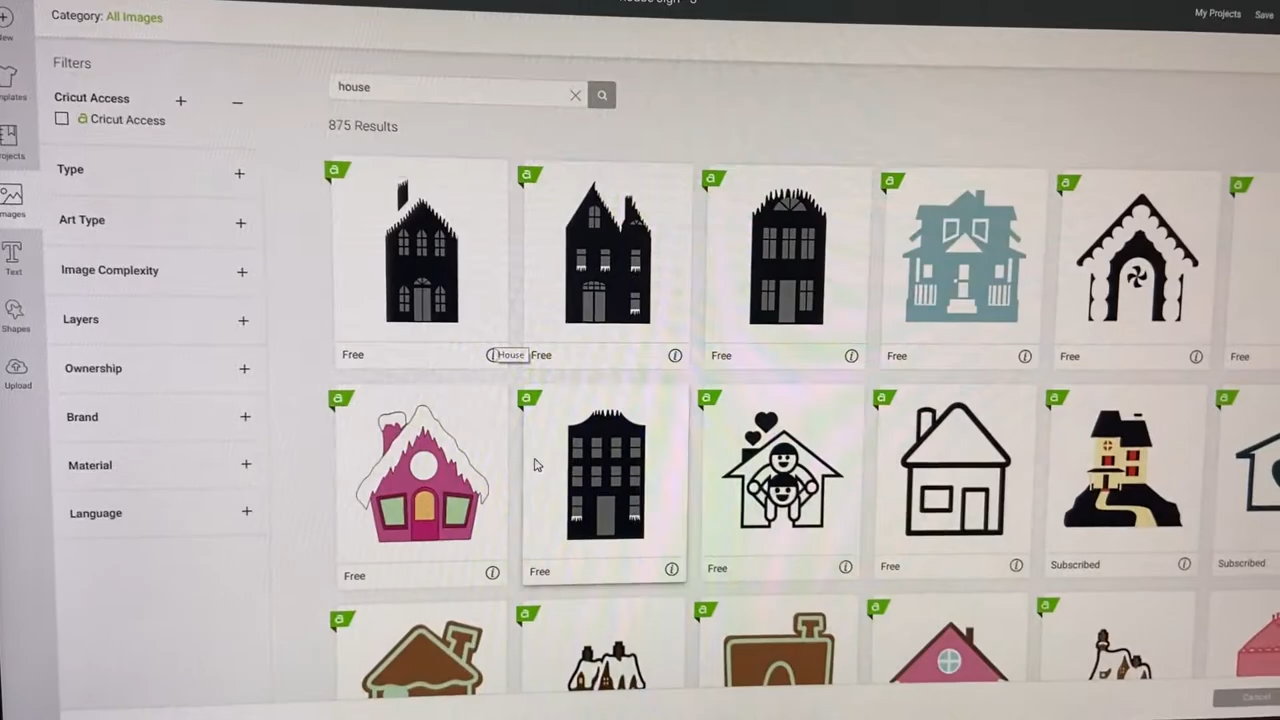 My Projects
Save
Category: All Images
Filters
Cricut Access
a Cricut Access
Type
Art Type
Image Complexity
Layers
Ownership
Brand
Material
Language
Text
Shapes
Upload
house
875 Results
Free
House
Free
Free
Free
Free
Free
Free
Free
Free
Free
Subscribed
Subscribed
Cancel